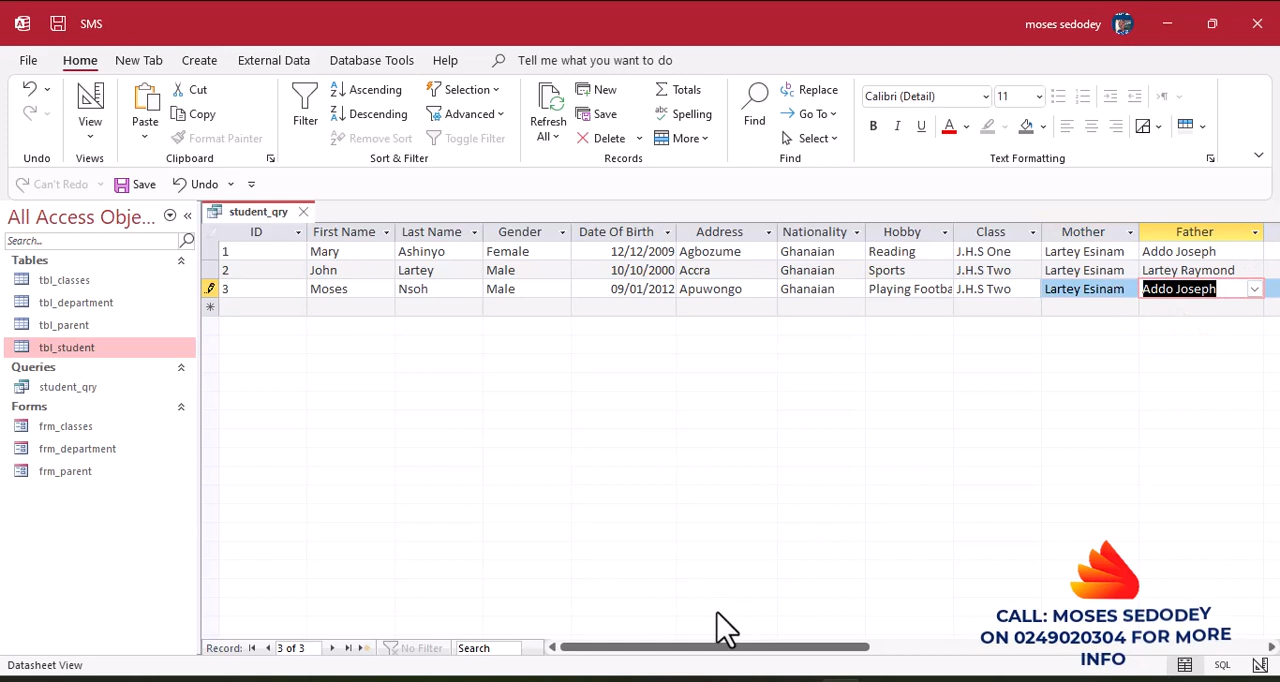 SMS
moses sedodey
File Home New Tab Create External Data Database Tools Help Tell me what you want to do
Undo
View
Views
Paste
Cut
Copy
Format Painter
Clipboard
Filter
Ascending
Descending
Remove Sort
Selection
Advanced
Toggle Filter
Sort & Filter
Refresh
All
New
Save
Delete
Totals
Spelling
More
Records
Find
Replace
Go To
Select
Find
Calibri (Detail) 11
B I U A
Text Formatting
Can't Redo Save Undo
All Access Obje...
Search...
Tables
tbl_classes
tbl_department
tbl_parent
tbl_student
Queries
student_qry
Forms
frm_classes
frm_department
frm_parent
student_qry
ID First Name Last Name Gender Date Of Birth Address Nationality Hobby Class Mother Father
1 Mary Ashinyo Female 12/12/2009 Agbozume Ghanaian Reading J.H.S One Lartey Esinam Addo Joseph
2 John Lartey Male 10/10/2000 Accra Ghanaian Sports J.H.S Two Lartey Esinam Lartey Raymond
3 Moses Nsoh Male 09/01/2012 Apuwongo Ghanaian Playing Footba J.H.S Two Lartey Esinam Addo Joseph
CALL: MOSES SEDODEY
ON 0249020304 FOR MORE
INFO
Record: 3 of 3 No Filter Search
Datasheet View
SQL